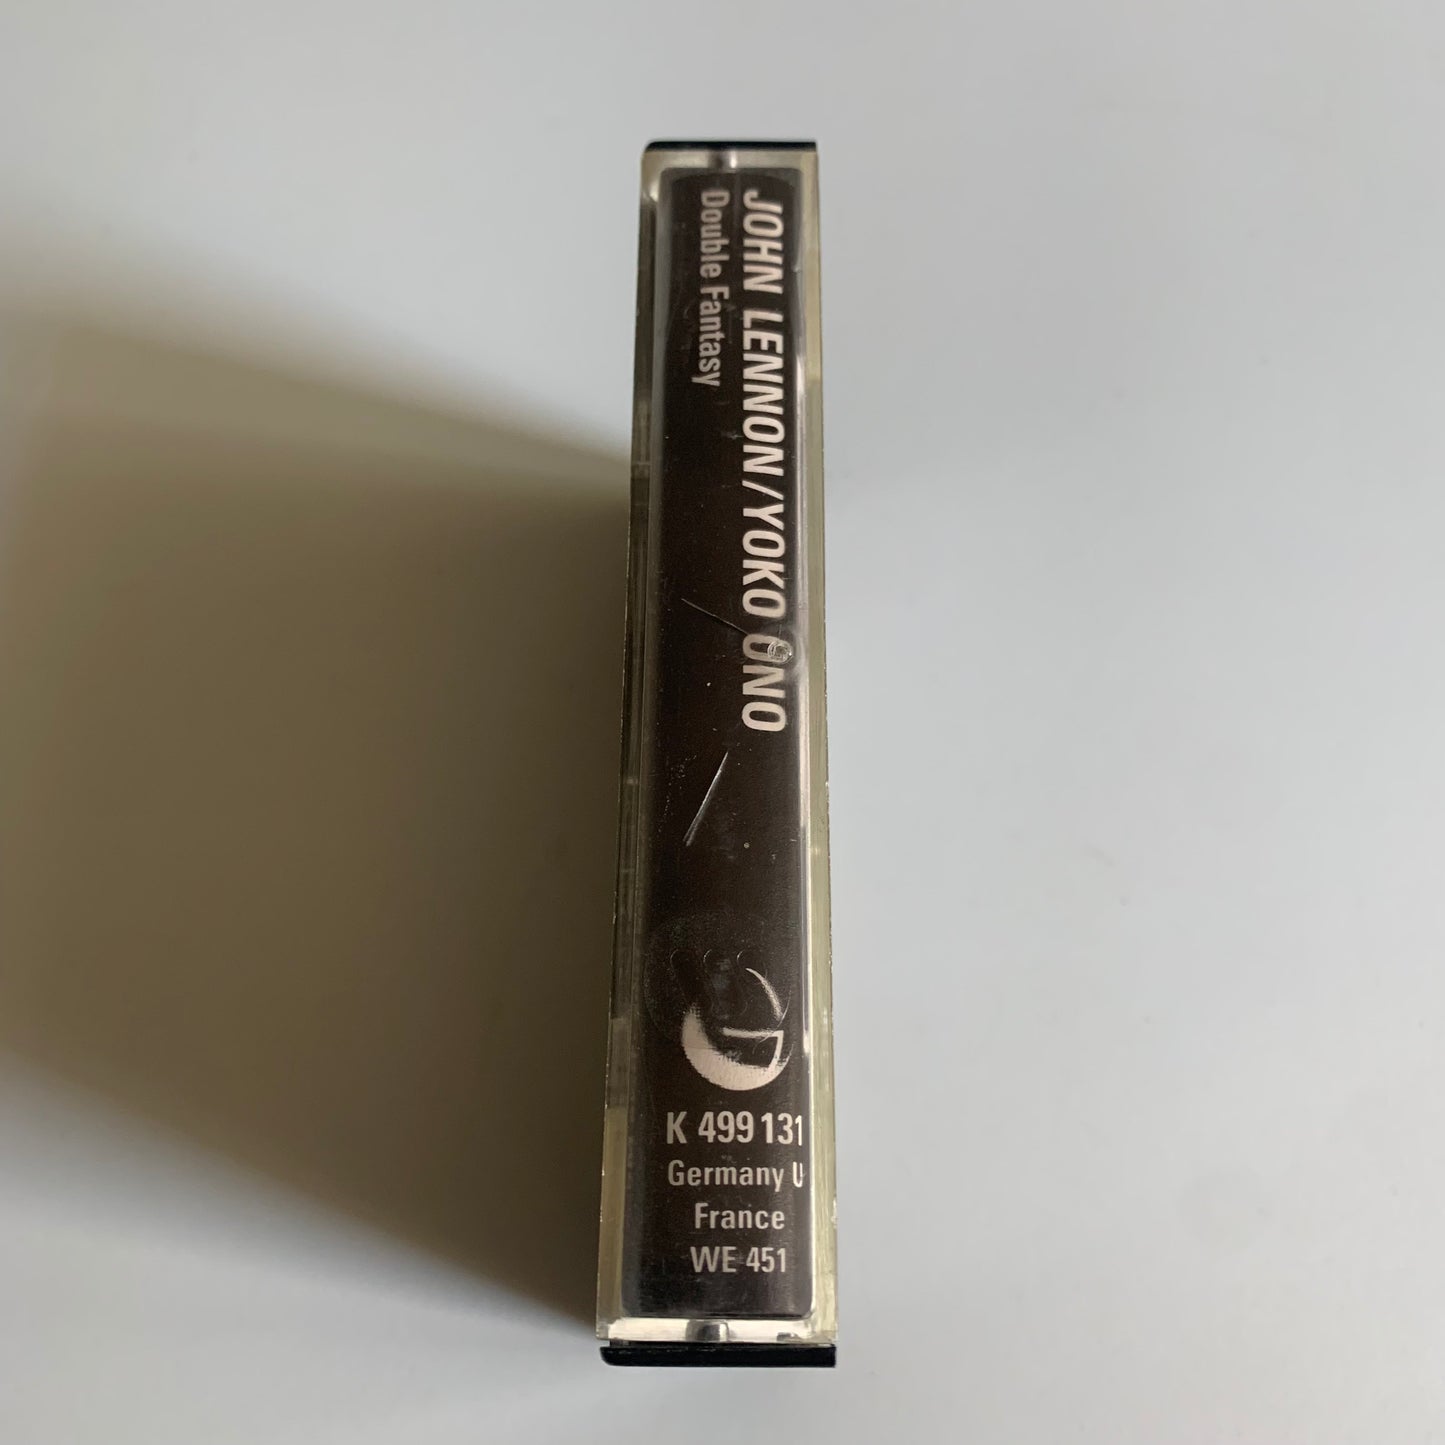 JOHN LENNON/YOKO ONO
Double Fantasy
K 499 131
Germany U
France
WE 451